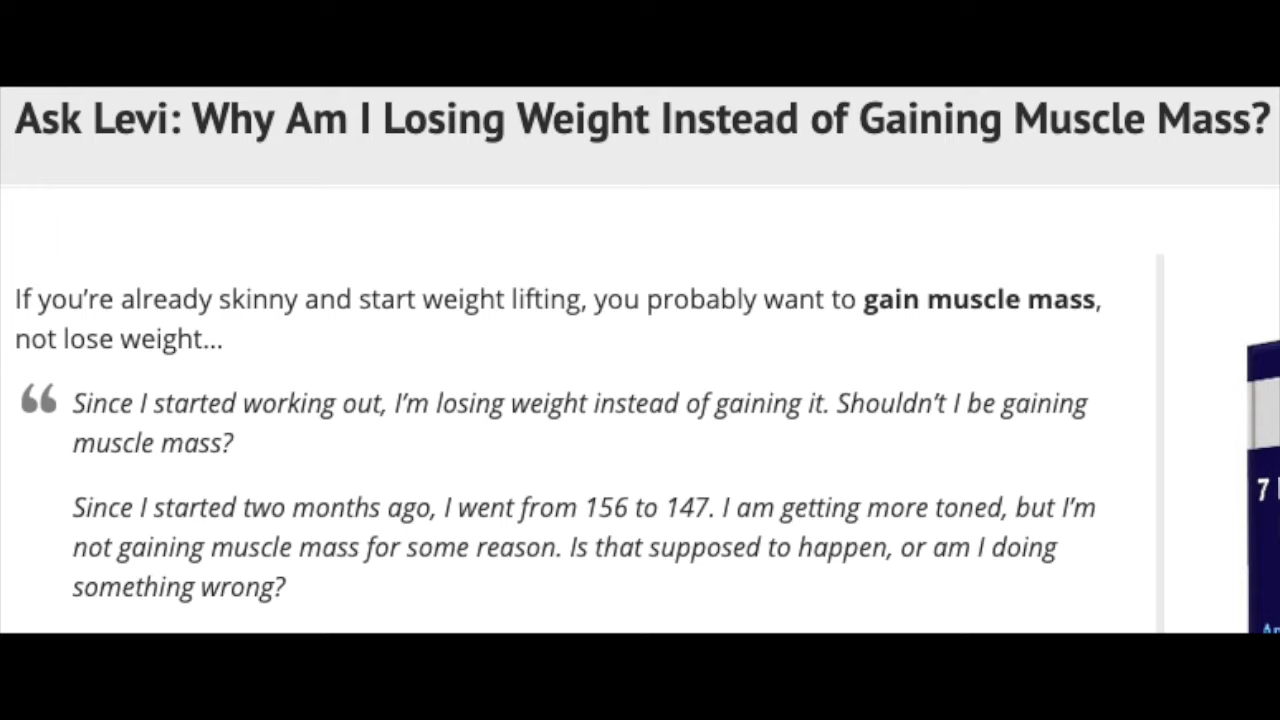 Ask Levi: Why Am I Losing Weight Instead of Gaining Muscle Mass?
If you're already skinny and start weight lifting, you probably want to gain muscle mass,
not lose weight...
Since I started working out, I'm losing weight instead of gaining it. Shouldn't I be gaining
muscle mass?
Since I started two months ago, I went from 156 to 147. I am getting more toned, but I'm
not gaining muscle mass for some reason. Is that supposed to happen, or am I doing
something wrong?
7